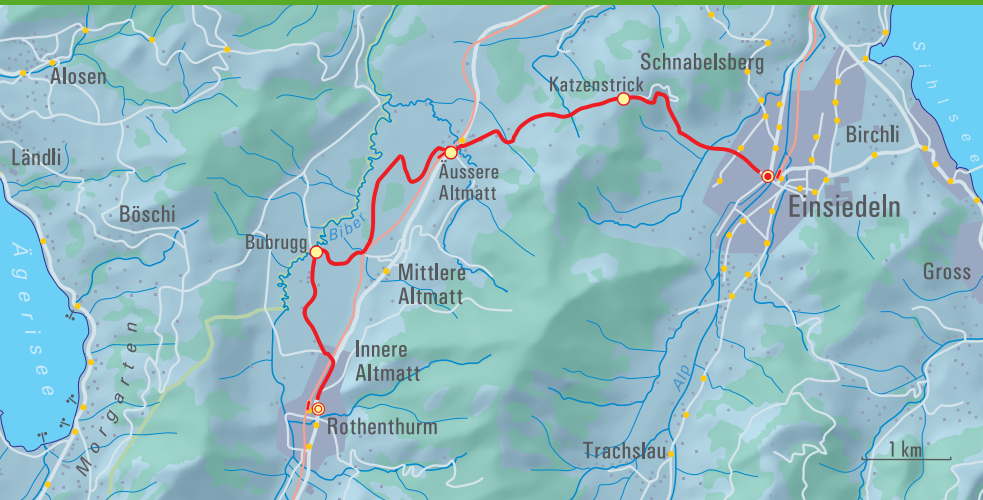 Schnabelsberg
Alosen
Katzenstrick
Sihlsee
Birchli
Ländli
Äussere
Altmatt
Böschi
Einsiedeln
Biber
Bubrugg
Ägerisee
Mittlere
Altmatt
Gross
Morgarten
Innere
Altmatt
Alp
Rothenthurm
Trachslau
1 km